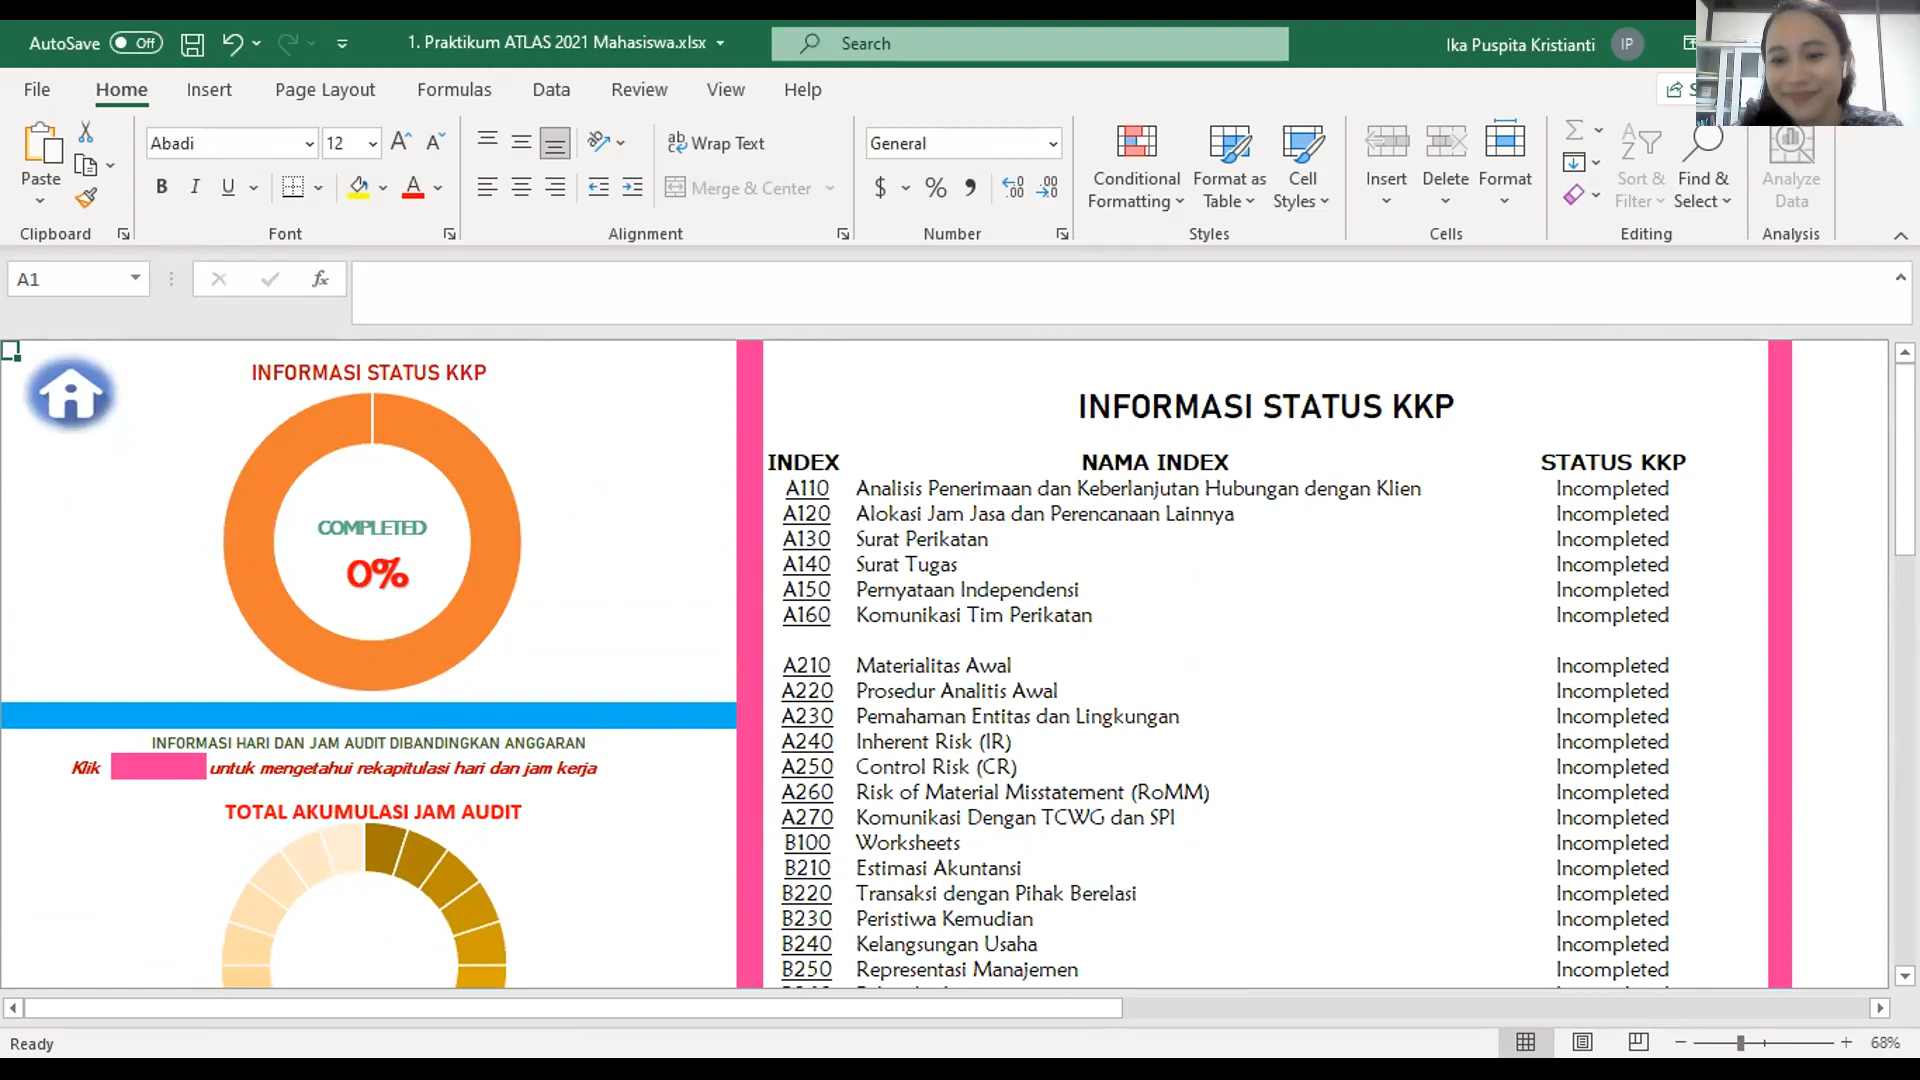 AutoSave Off
1. Praktikum ATLAS 2021 Mahasiswa.xlsx
Search
Ika Puspita Kristianti IP
File Home Insert Page Layout Formulas Data Review View Help
Paste
Clipboard
Abadi 12
B I U
Font
Wrap Text
Merge & Center
Alignment
General
$ %
Number
Conditional Formatting
Format as Table
Cell Styles
Styles
Insert Delete Format
Cells
Sort & Filter
Find & Select
Editing
Analyze Data
Analysis
A1
fx
INFORMASI STATUS KKP
COMPLETED
0%
INFORMASI HARI DAN JAM AUDIT DIBANDINGKAN ANGGARAN
Klik untuk mengetahui rekapitulasi hari dan jam kerja
TOTAL AKUMULASI JAM AUDIT
INFORMASI STATUS KKP
INDEX NAMA INDEX STATUS KKP
A110 Analisis Penerimaan dan Keberlanjutan Hubungan dengan Klien Incompleted
A120 Alokasi Jam Jasa dan Perencanaan Lainnya Incompleted
A130 Surat Perikatan Incompleted
A140 Surat Tugas Incompleted
A150 Pernyataan Independensi Incompleted
A160 Komunikasi Tim Perikatan Incompleted
A210 Materialitas Awal Incompleted
A220 Prosedur Analitis Awal Incompleted
A230 Pemahaman Entitas dan Lingkungan Incompleted
A240 Inherent Risk (IR) Incompleted
A250 Control Risk (CR) Incompleted
A260 Risk of Material Misstatement (RoMM) Incompleted
A270 Komunikasi Dengan TCWG dan SPI Incompleted
B100 Worksheets Incompleted
B210 Estimasi Akuntansi Incompleted
B220 Transaksi dengan Pihak Berelasi Incompleted
B230 Peristiwa Kemudian Incompleted
B240 Kelangsungan Usaha Incompleted
B250 Representasi Manajemen Incompleted
Ready
68%